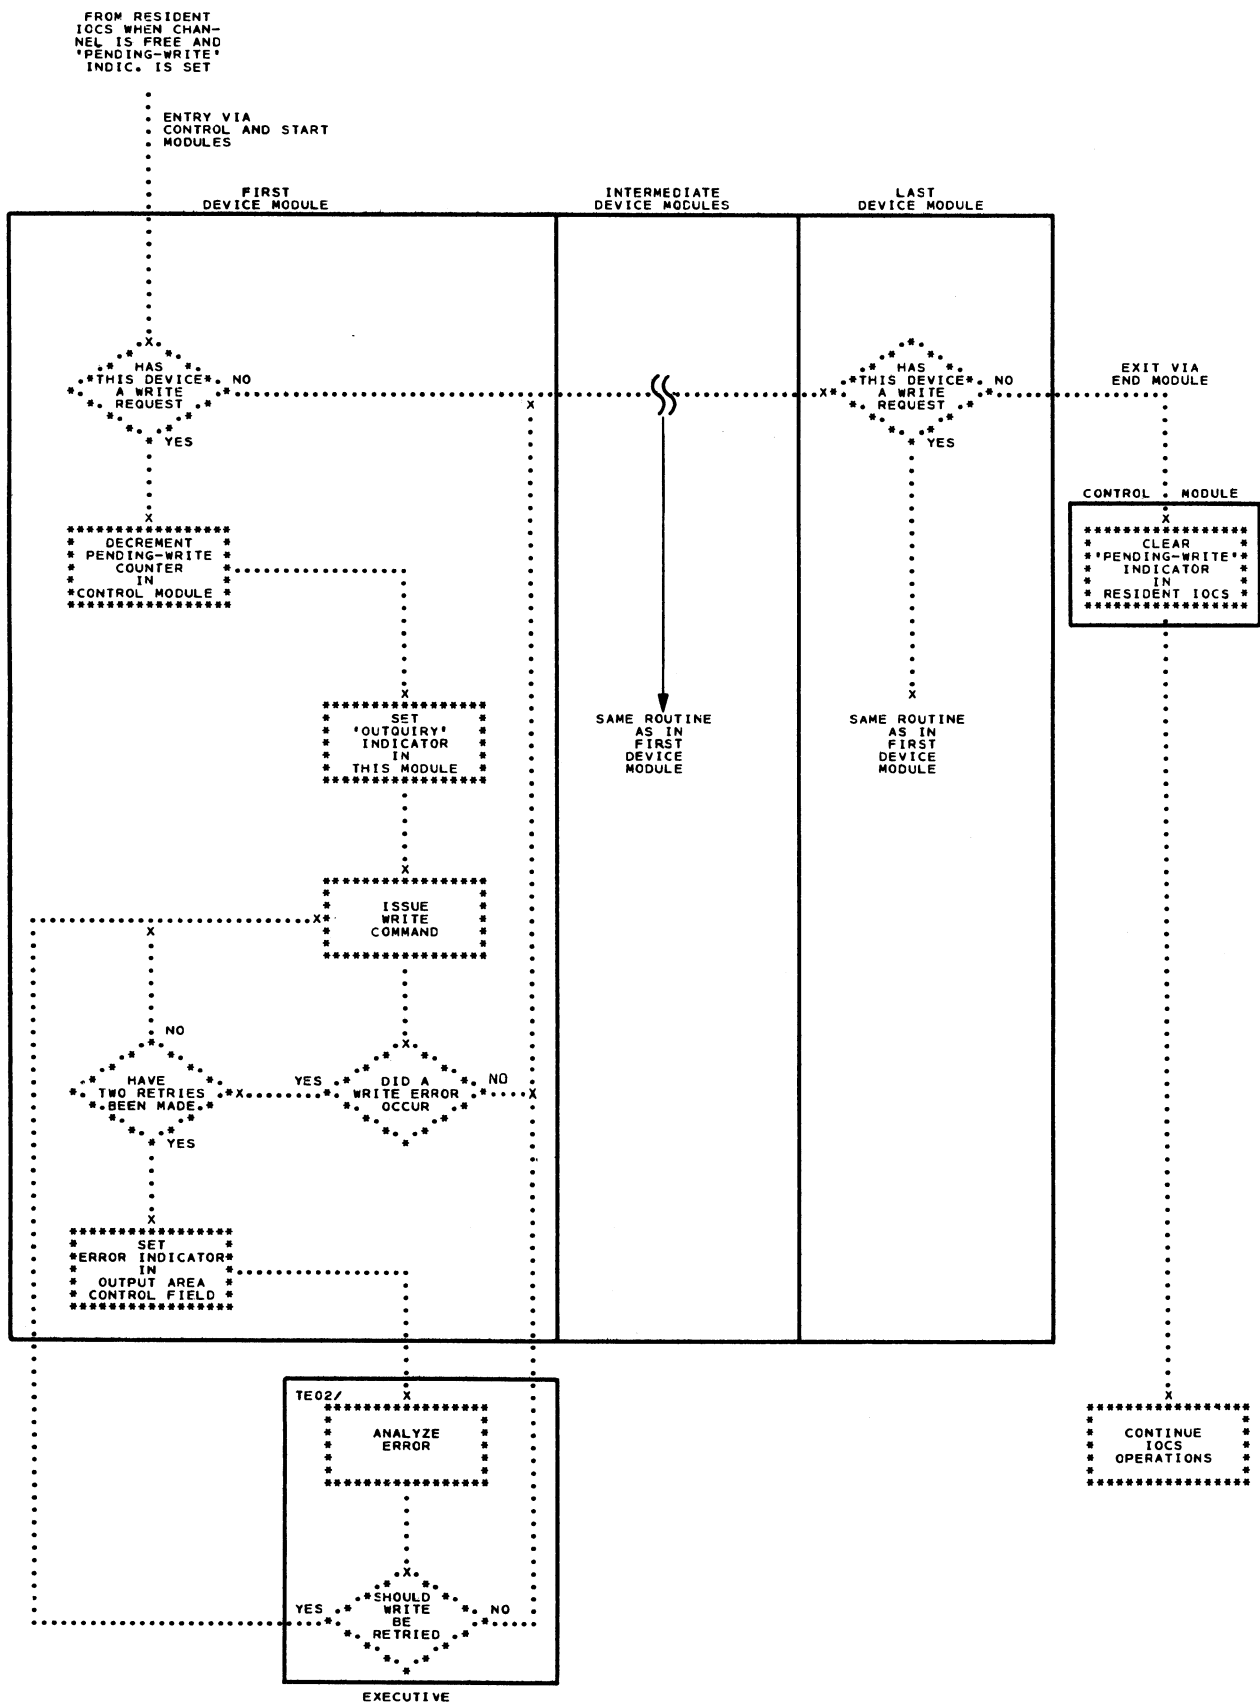 FROM RESIDENT
IOCS WHEN CHAN-
NEL IS FREE AND
'PENDING-WRITE'
INDIC. IS SET
ENTRY VIA
CONTROL AND START
MODULES
FIRST
DEVICE MODULE
INTERMEDIATE
DEVICE MODULES
LAST
DEVICE MODULE
HAS
THIS DEVICE
A WRITE
REQUEST
NO
YES
HAS
THIS DEVICE
A WRITE
REQUEST
NO
YES
EXIT VIA
END MODULE
CONTROL MODULE
CLEAR
'PENDING-WRITE'
INDICATOR
IN
RESIDENT IOCS
DECREMENT
PENDING-WRITE
COUNTER
IN
CONTROL MODULE
SET
'OUTQUIRY'
INDICATOR
IN
THIS MODULE
SAME ROUTINE
AS IN
FIRST
DEVICE
MODULE
SAME ROUTINE
AS IN
FIRST
DEVICE
MODULE
ISSUE
WRITE
COMMAND
NO
HAVE
TWO RETRIES
BEEN MADE
YES
YES
DID A
WRITE ERROR
OCCUR
NO
SET
ERROR INDICATOR
IN
OUTPUT AREA
CONTROL FIELD
TE02/
ANALYZE
ERROR
CONTINUE
IOCS
OPERATIONS
YES
SHOULD
WRITE
BE
RETRIED
NO
EXECUTIVE